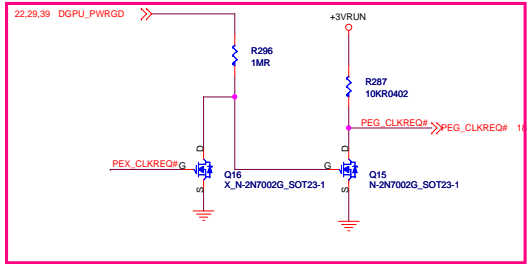 22,29,39 DGPU_PWRGD
+3VRUN
R296
1MR
R287
10KR0402
PEG_CLKREQ#
PEG_CLKREQ# 18
D
D
PEX_CLKREQ#
G
G
Q16
X_N-2N7002G_SOT23-1
Q15
N-2N7002G_SOT23-1
S
S